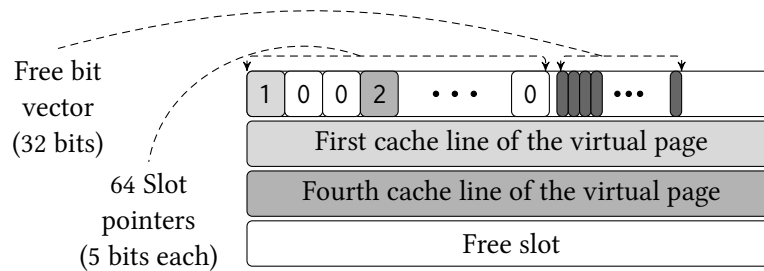 Free bit
vector
(32 bits)
64 Slot
pointers
(5 bits each)
1 0 0 2 • • • 0 •••
First cache line of the virtual page
Fourth cache line of the virtual page
Free slot